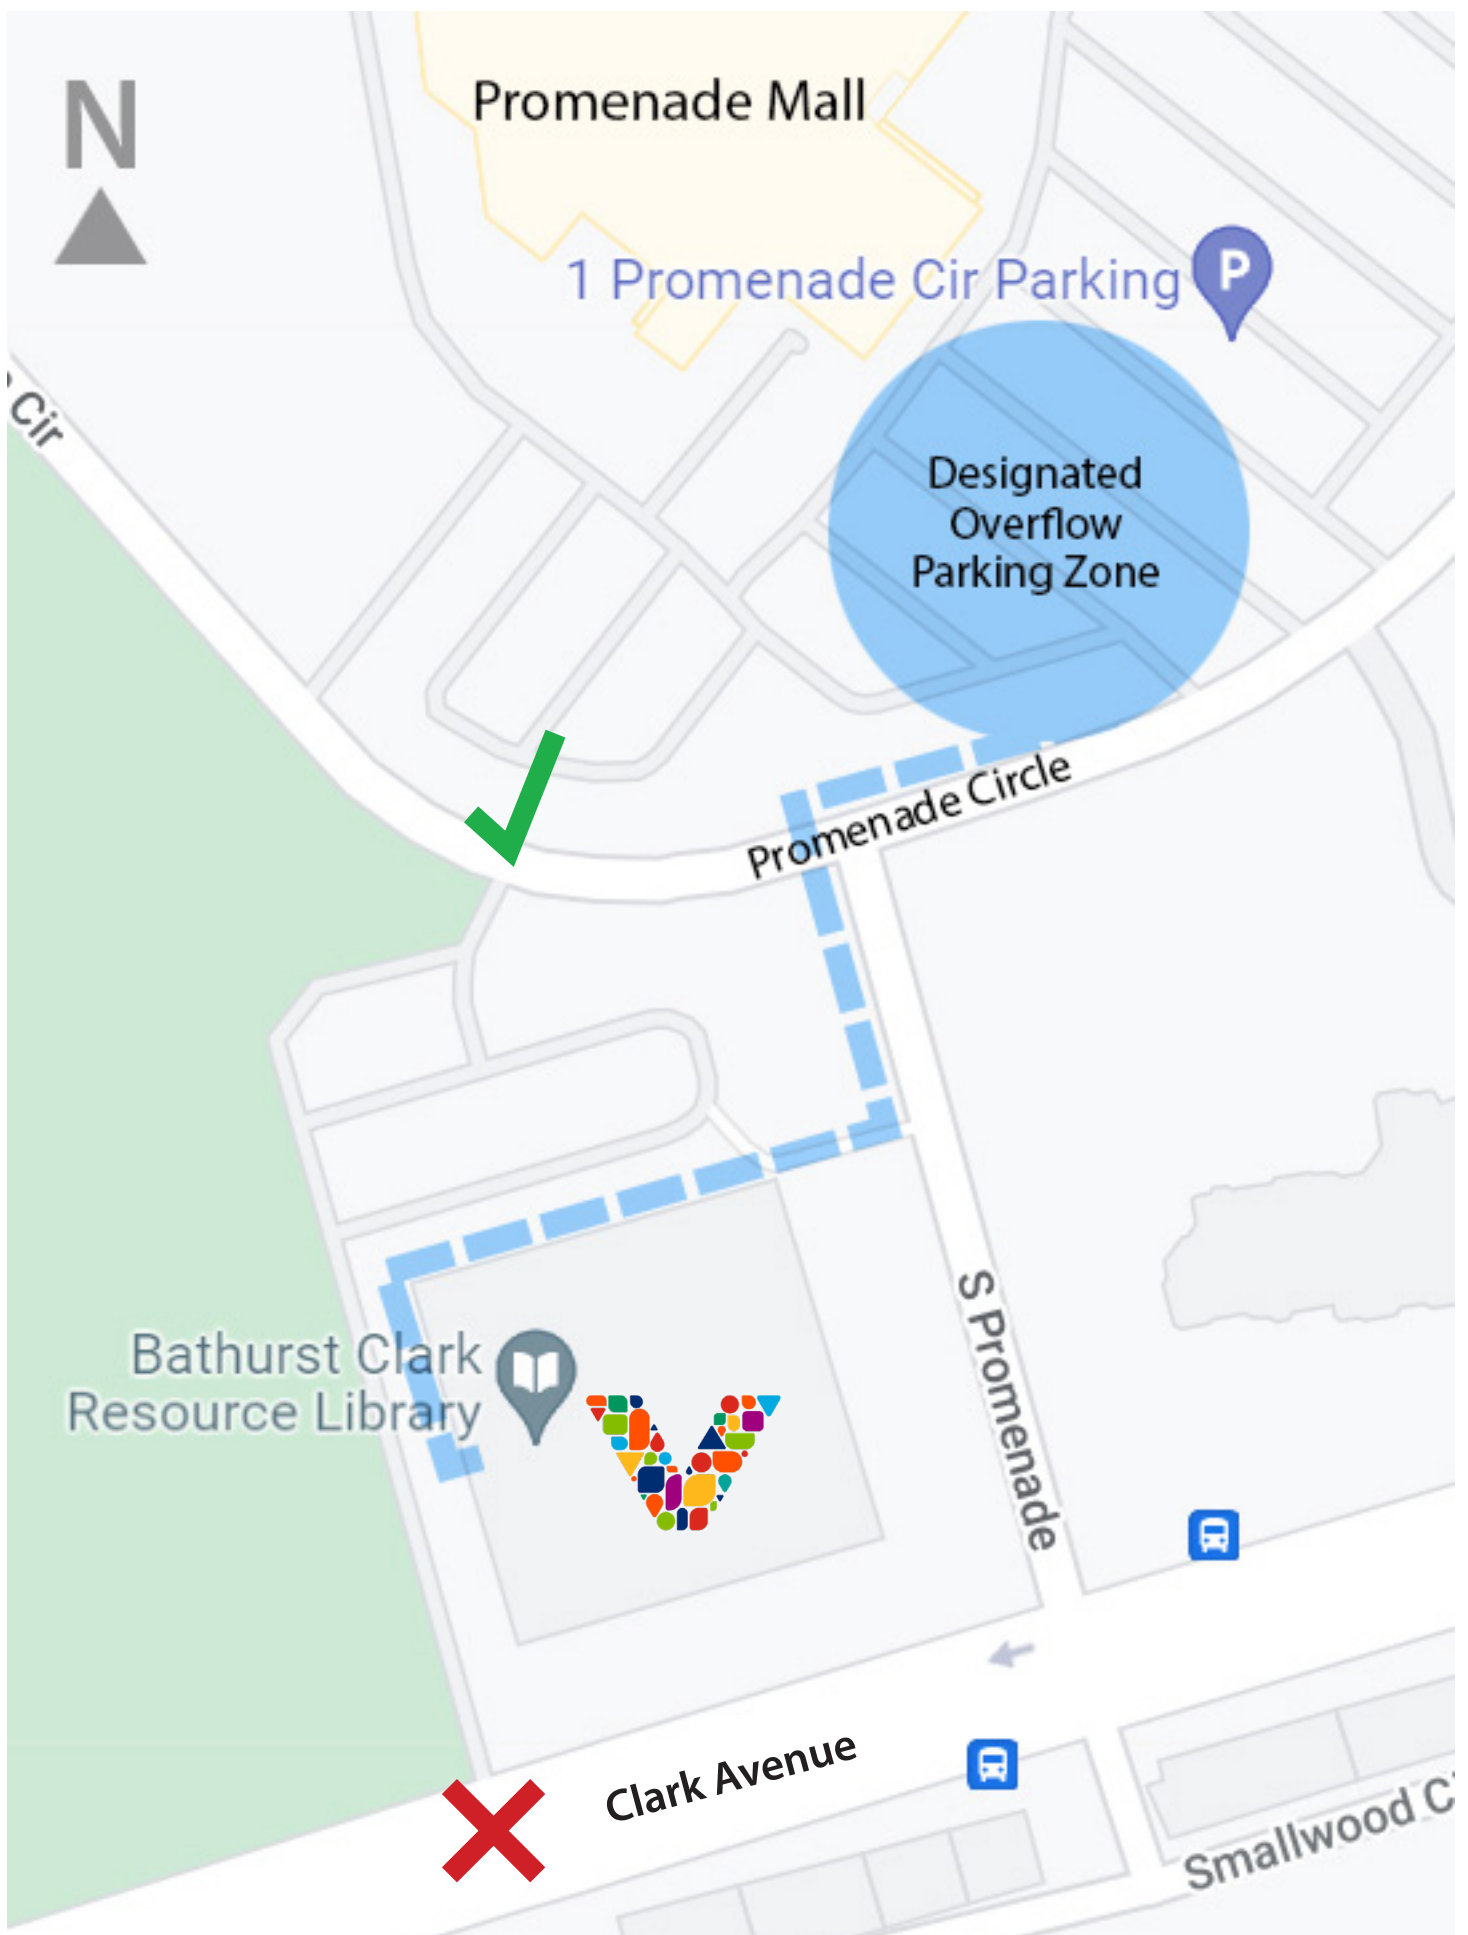 N
Promenade Mall
1 Promenade Cir Parking
P
Cir
Designated
Overflow
Parking Zone
Promenade Circle
Bathurst Clark
Resource Library
S Promenade
Clark Avenue
Smallwood C